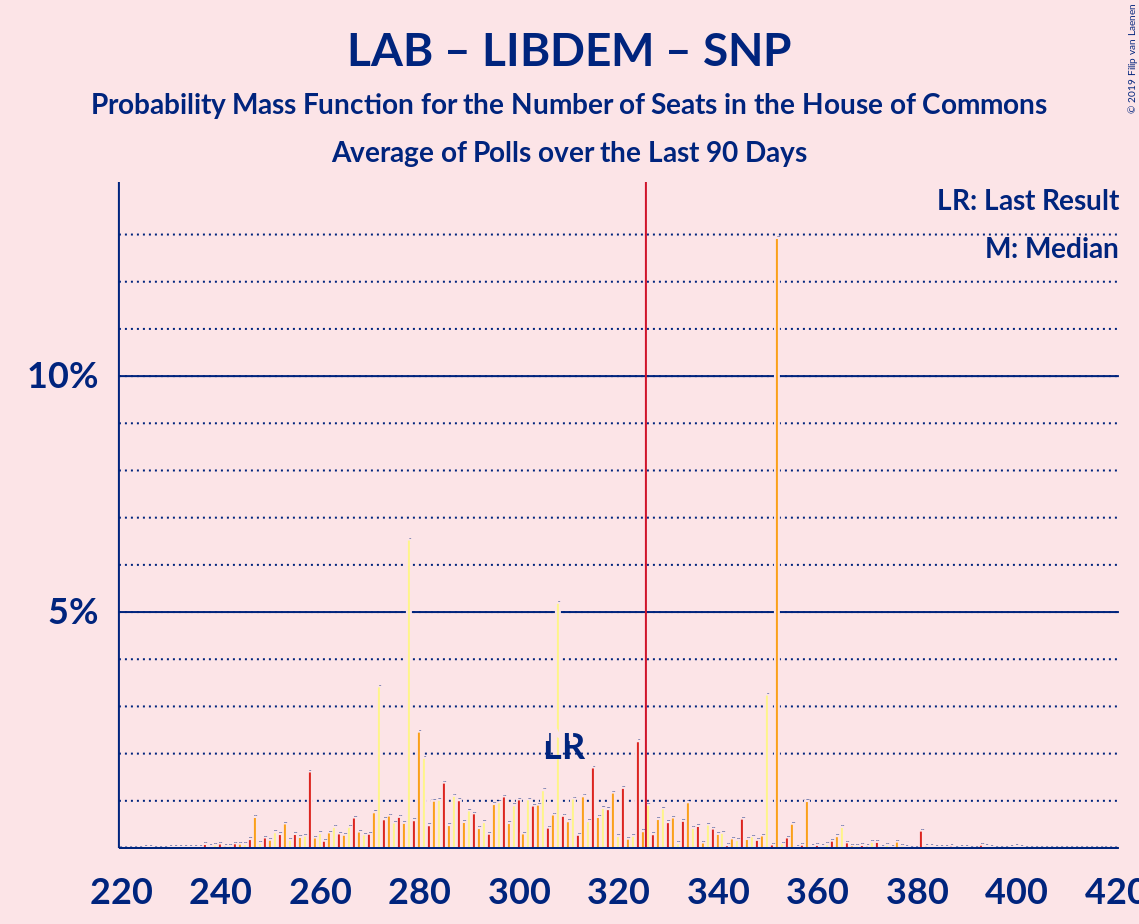 LAB – LIBDEM – SNP
Probability Mass Function for the Number of Seats in the House of Commons
Average of Polls over the Last 90 Days
© 2019 Filip van Laenen
LR: Last Result
M: Median
10%
5%
LR
220 240 260 280 300 320 340 360 380 400 420